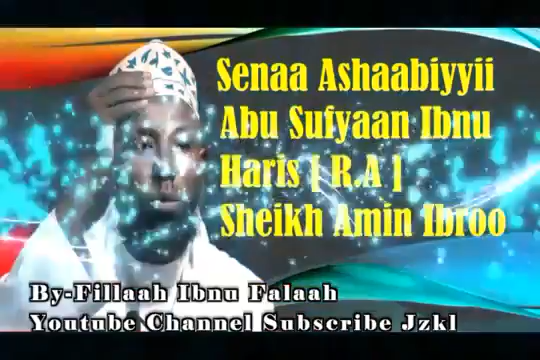 Senaa Ashaabiyyii
Abu Sufyaan Ibnu
Haris [ R.A ]
Sheikh Amin Ibroo
By-Fillaah Ibnu Falaah
Youtube Channel Subscribe Jzkl